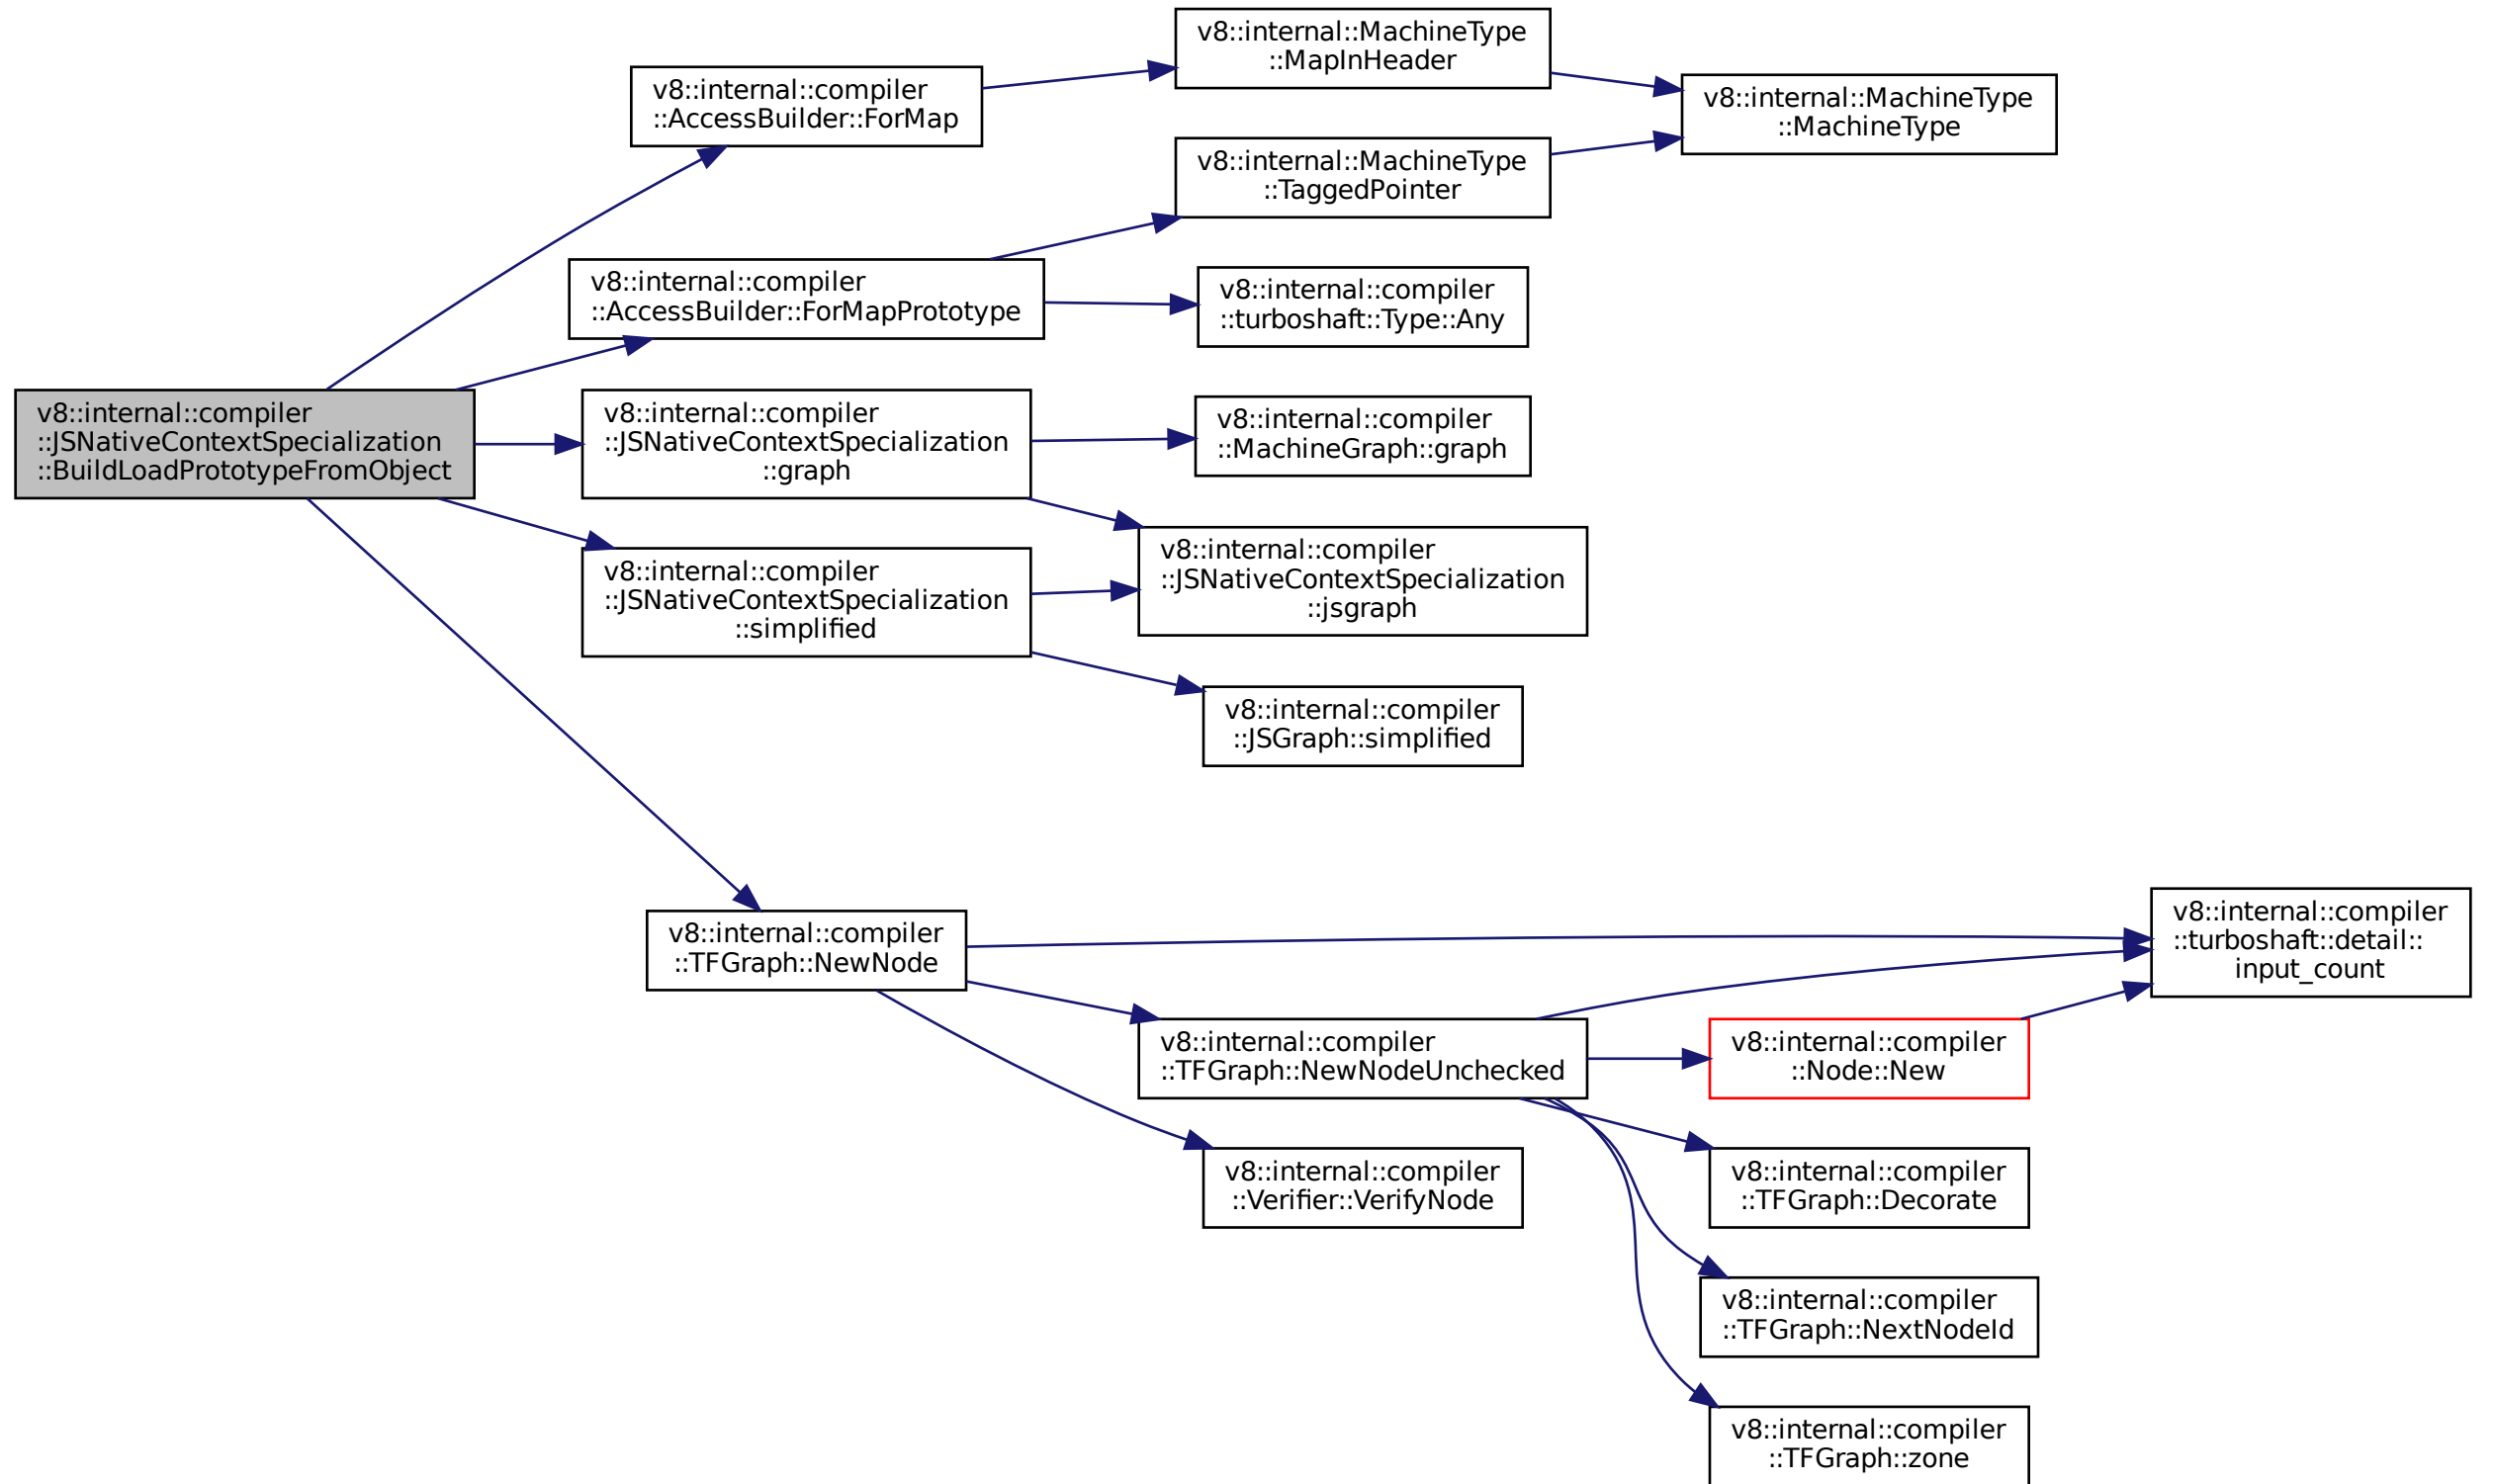 v8::internal::MachineType
::MapInHeader
v8::internal::compiler
::AccessBuilder::ForMap
v8::internal::MachineType
::MachineType
v8::internal::MachineType
::TaggedPointer
v8::internal::compiler
::AccessBuilder::ForMapPrototype
v8::internal::compiler
::turboshaft::Type::Any
v8::internal::compiler
::JSNativeContextSpecialization
::BuildLoadPrototypeFromObject
v8::internal::compiler
::JSNativeContextSpecialization
::graph
v8::internal::compiler
::MachineGraph::graph
v8::internal::compiler
::JSNativeContextSpecialization
::jsgraph
v8::internal::compiler
::JSNativeContextSpecialization
::simplified
v8::internal::compiler
::JSGraph::simplified
v8::internal::compiler
::TFGraph::NewNode
v8::internal::compiler
::turboshaft::detail::
input_count
v8::internal::compiler
::TFGraph::NewNodeUnchecked
v8::internal::compiler
::Node::New
v8::internal::compiler
::Verifier::VerifyNode
v8::internal::compiler
::TFGraph::Decorate
v8::internal::compiler
::TFGraph::NextNodeId
v8::internal::compiler
::TFGraph::zone